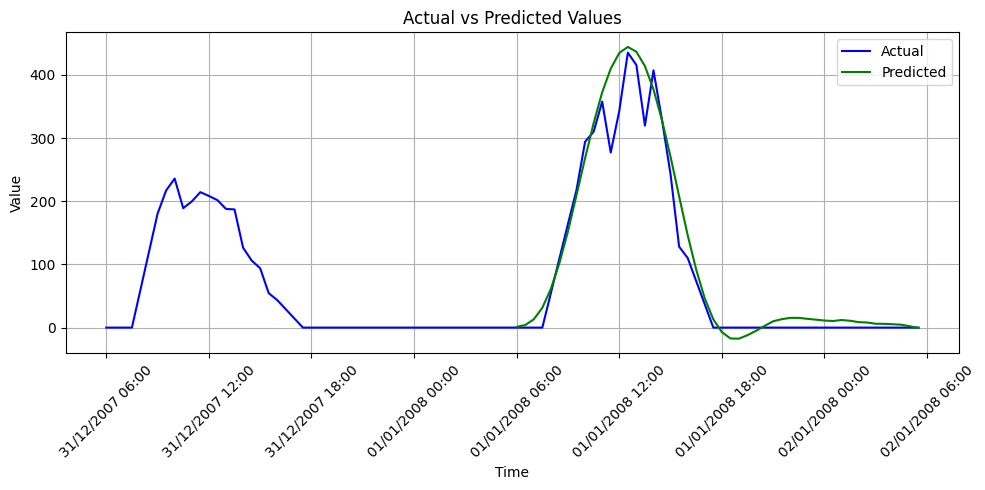 Actual vs Predicted Values
Actual
Predicted
Value
400
300
200
100
0
31/12/2007 06:00
31/12/2007 12:00
31/12/2007 18:00
01/01/2008 00:00
01/01/2008 06:00
01/01/2008 12:00
01/01/2008 18:00
02/01/2008 00:00
02/01/2008 06:00
Time